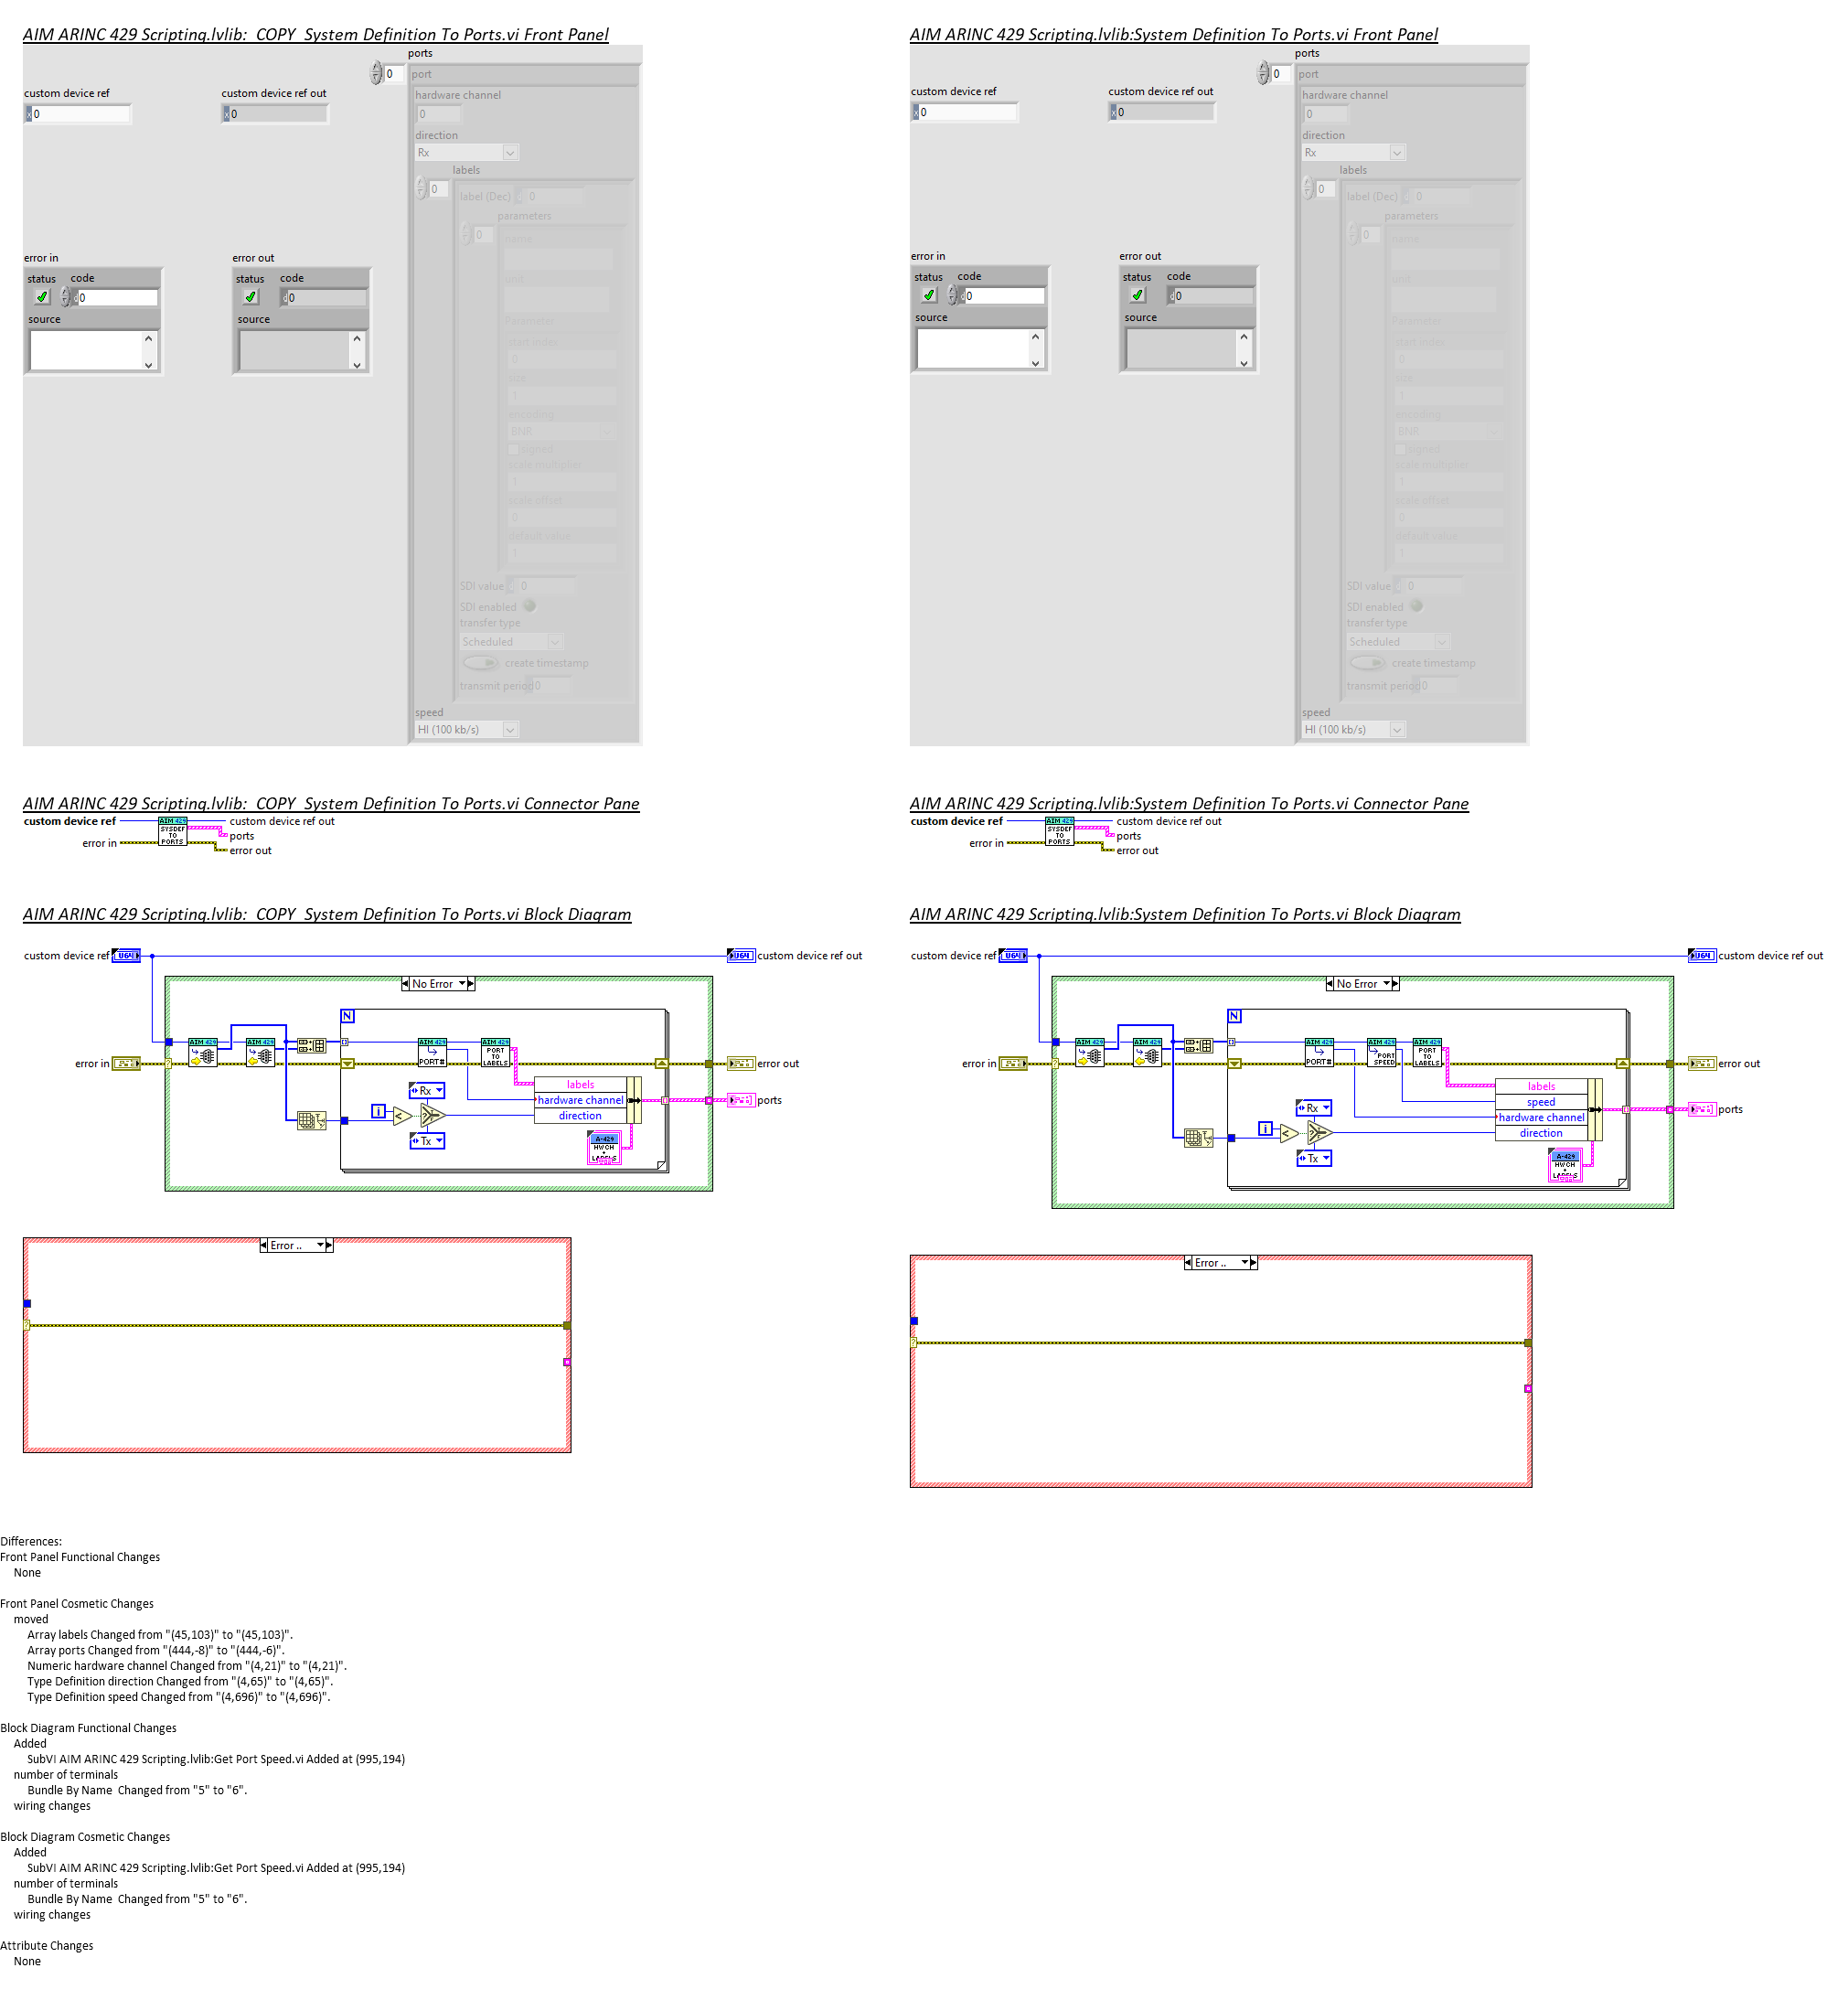 AIM ARINC 429 Scripting.lvlib:  COPY  System Definition To Ports.vi Front Panel
ports
0
port
custom device ref
custom device ref out
x 0
x 0
hardware channel
0
direction
Rx
labels
0
label (Dec) d 0
parameters
0
name
error in
error out
status code
status code
unit
d 0
d 0
source
source
Parameter
start index
0
size
1
encoding
BNR
signed
scale multiplier
1
scale offset
0
default value
1
SDI value d 0
SDI enabled
transfer type
Scheduled
create timestamp
transmit period 0
speed
HI (100 kb/s)
AIM ARINC 429 Scripting.lvlib:System Definition To Ports.vi Front Panel
ports
0
port
custom device ref
custom device ref out
x 0
x 0
hardware channel
0
direction
Rx
labels
0
label (Dec) d 0
parameters
0
name
error in
error out
status code
status code
unit
d 0
d 0
source
source
Parameter
start index
0
size
1
encoding
BNR
signed
scale multiplier
1
scale offset
0
default value
1
SDI value d 0
SDI enabled
transfer type
Scheduled
create timestamp
transmit period 0
speed
HI (100 kb/s)
AIM ARINC 429 Scripting.lvlib:  COPY  System Definition To Ports.vi Connector Pane
custom device ref
AIM 429
SYSDEF
TO
PORTS
custom device ref out
ports
error in
error out
AIM ARINC 429 Scripting.lvlib:System Definition To Ports.vi Connector Pane
custom device ref
AIM 429
SYSDEF
TO
PORTS
custom device ref out
ports
error in
error out
AIM ARINC 429 Scripting.lvlib:  COPY  System Definition To Ports.vi Block Diagram
custom device ref
U64
U64
custom device ref out
No Error
N
AIM 429
AIM 429
AIM 429
PORT#
AIM 429
PORT
TO
LABELS
error in
error out
Rx
labels
i
hardware channel
ports
direction
Tx
A-429
HWCH
+
LABELS
Error ..
AIM ARINC 429 Scripting.lvlib:System Definition To Ports.vi Block Diagram
custom device ref
U64
U64
custom device ref out
No Error
N
AIM 429
AIM 429
AIM 429
PORT#
AIM 429
PORT
SPEED
AIM 429
PORT
TO
LABELS
error in
error out
labels
speed
Rx
hardware channel
ports
i
direction
Tx
A-429
HWCH
+
LABELS
Error ..
Differences:
Front Panel Functional Changes
None
Front Panel Cosmetic Changes
moved
Array labels Changed from "(45,103)" to "(45,103)".
Array ports Changed from "(444,-8)" to "(444,-6)".
Numeric hardware channel Changed from "(4,21)" to "(4,21)".
Type Definition direction Changed from "(4,65)" to "(4,65)".
Type Definition speed Changed from "(4,696)" to "(4,696)".
Block Diagram Functional Changes
Added
SubVI AIM ARINC 429 Scripting.lvlib:Get Port Speed.vi Added at (995,194)
number of terminals
Bundle By Name  Changed from "5" to "6".
wiring changes
Block Diagram Cosmetic Changes
Added
SubVI AIM ARINC 429 Scripting.lvlib:Get Port Speed.vi Added at (995,194)
number of terminals
Bundle By Name  Changed from "5" to "6".
wiring changes
Attribute Changes
None